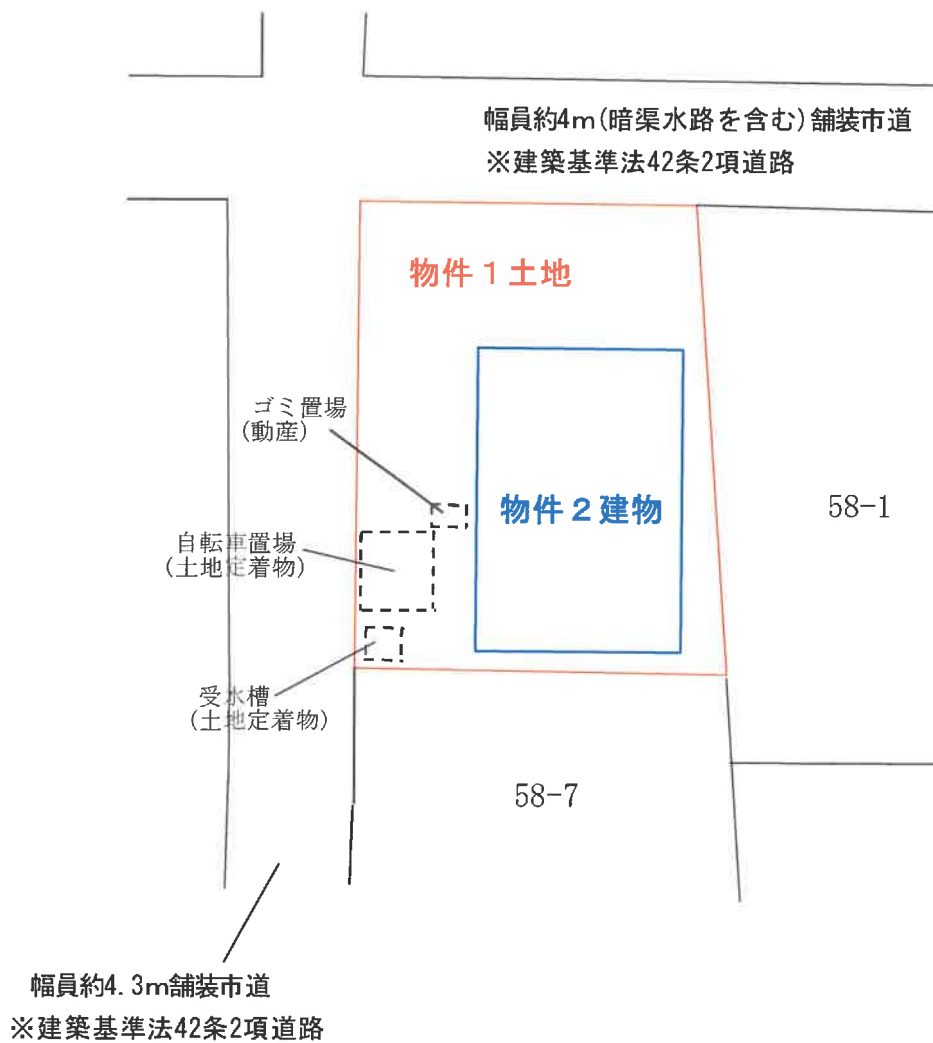 幅員約4m(暗渠水路を含む)舗装市道
※建築基準法42条2項道路
物件1土地
ゴミ置場
(動産)
物件2建物
58-1
自転車置場
(土地定着物)
受水槽
(土地定着物)
58-7
幅員約4.3m舗装市道
※建築基準法42条2項道路